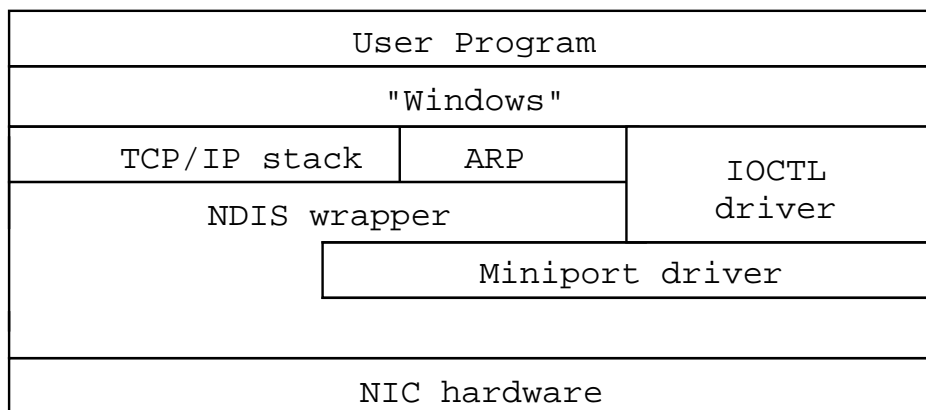 User Program
"Windows"
TCP/IP stack
ARP
IOCTL
driver
NDIS wrapper
Miniport driver
NIC hardware